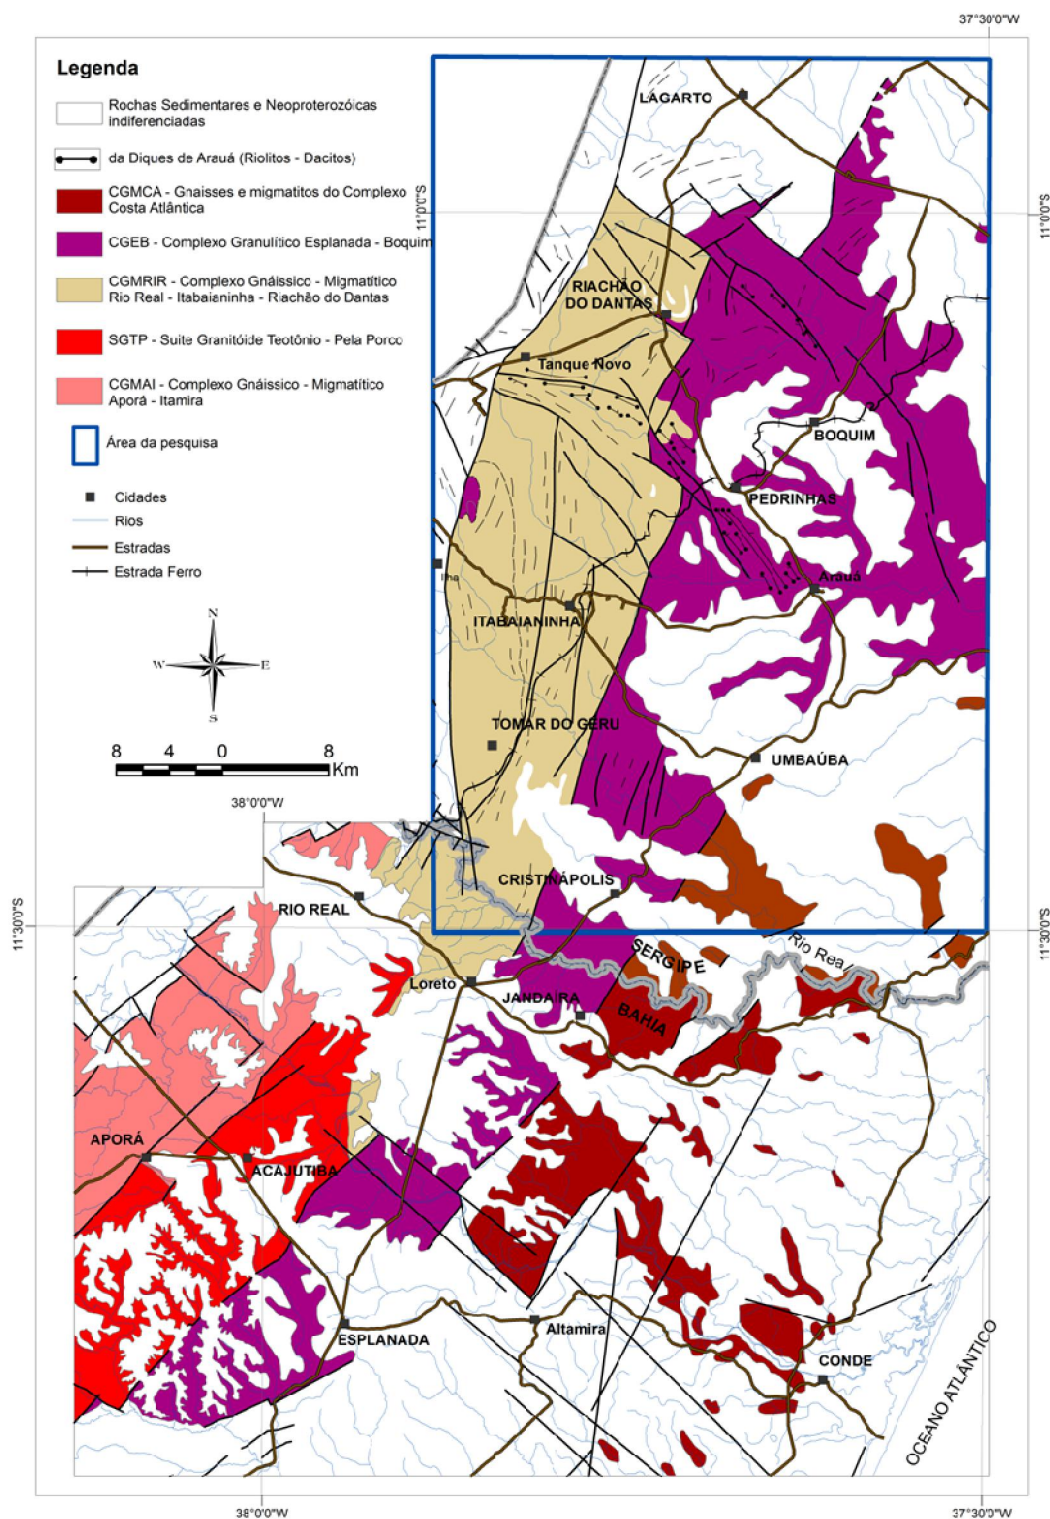 37°30'0"W
Legenda
Rochas Sedimentares e Neoproterozóicas
indiferenciadas
da Diques de Arauá (Riolitos - Dacitos)
CGMCA - Gnaisses e migmatitos do Complexo
Costa Atlântica
CGEB - Complexo Granulítico Esplanada - Boquim
CGMRIR - Complexo Gnáissico - Migmatítico
Rio Real - Itabaianinha - Riachão do Dantas
SGTP - Suite Granitóide Teotônio - Pela Porco
CGMAI - Complexo Gnáissico - Migmatítico
Aporá - Itamira
Área da pesquisa
Cidades
Rios
Estradas
Estrada Ferro
N
W
E
S
8 4 0 8
Km
38°0'0"W
11°0'0"S
11°0'0"S
LAGARTO
RIACHÃO
DO DANTAS
Tanque Novo
BOQUIM
PEDRINHAS
Ilha
Arauá
ITABAIANINHA
TOMAR DO GERU
UMBAÚBA
CRISTINÁPOLIS
RIO REAL
11°30'0"S
11°30'0"S
SERGIPE
Rio Rea
Loreto
JANDAÍRA
BAHIA
APORÁ
ACAJUTIBA
ESPLANADA
Altamira
CONDE
OCEANO ATLÂNTICO
38°0'0"W
37°30'0"W